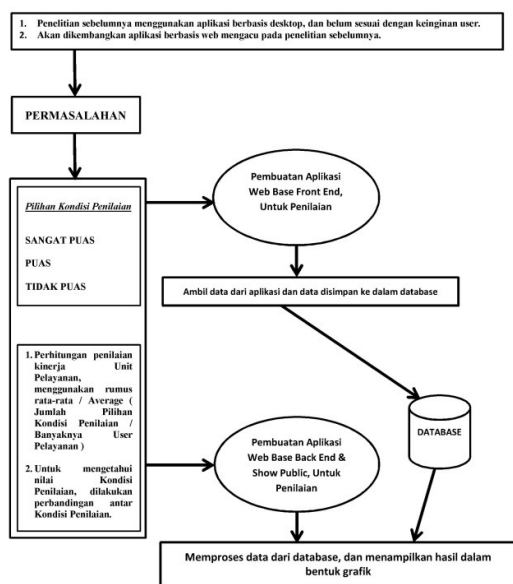 1. Penelitian sebelumnya menggunakan aplikasi berbasis desktop, dan belum sesuai dengan keinginan user.
2. Akan dikembangkan aplikasi berbasis web mengacu pada penelitian sebelumnya.
PERMASALAHAN
Pilihan Kondisi Penilaian
SANGAT PUAS
PUAS
TIDAK PUAS
Pembuatan Aplikasi
Web Base Front End,
Untuk Penilaian
Ambil data dari aplikasi dan data disimpan ke dalam database
1. Perhitungan penilaian
kinerja Unit
Pelayanan,
menggunakan rumus
rata-rata / Average (
Jumlah Pilihan
Kondisi Penilaian /
Banyaknya User
Pelayanan )
2. Untuk mengetahui
nilai Kondisi
Penilaian, dilakukan
perbandingan antar
Kondisi Penilaian.
DATABASE
Pembuatan Aplikasi
Web Base Back End &
Show Public, Untuk
Penilaian
Memproses data dari database, dan menampilkan hasil dalam
bentuk grafik